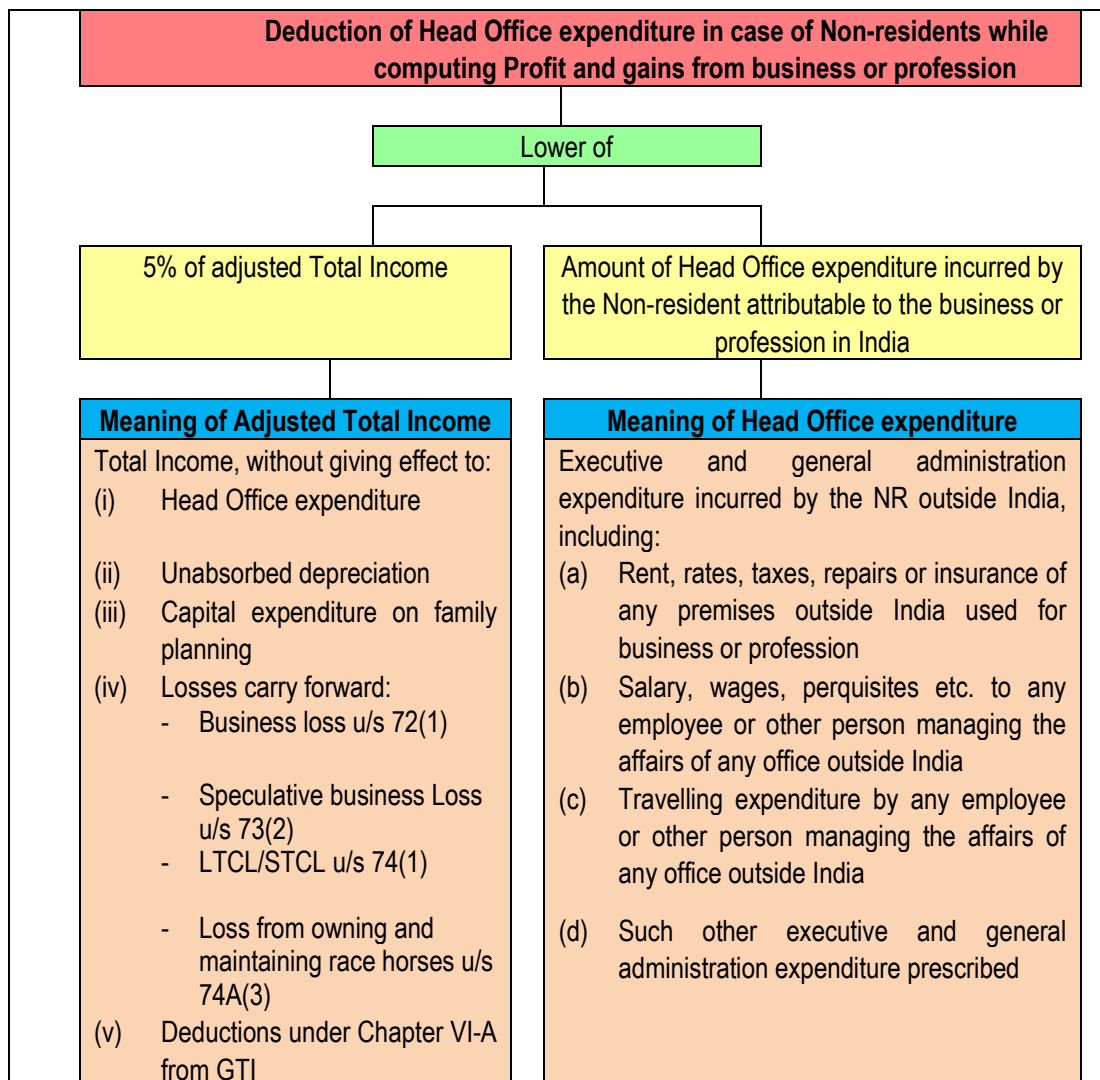 Deduction of Head Office expenditure in case of Non-residents while
computing Profit and gains from business or profession
Lower of
5% of adjusted Total Income
Amount of Head Office expenditure incurred by
the Non-resident attributable to the business or
profession in India
Meaning of Adjusted Total Income
Total Income, without giving effect to:
(i) Head Office expenditure
(ii) Unabsorbed depreciation
(iii) Capital expenditure on family
planning
(iv) Losses carry forward:
- Business loss u/s 72(1)
- Speculative business Loss
u/s 73(2)
- LTCL/STCL u/s 74(1)
- Loss from owning and
maintaining race horses u/s
74A(3)
(v) Deductions under Chapter VI-A
from GTI
Meaning of Head Office expenditure
Executive and general administration
expenditure incurred by the NR outside India,
including:
(a) Rent, rates, taxes, repairs or insurance of
any premises outside India used for
business or profession
(b) Salary, wages, perquisites etc. to any
employee or other person managing the
affairs of any office outside India
(c) Travelling expenditure by any employee
or other person managing the affairs of
any office outside India
(d) Such other executive and general
administration expenditure prescribed